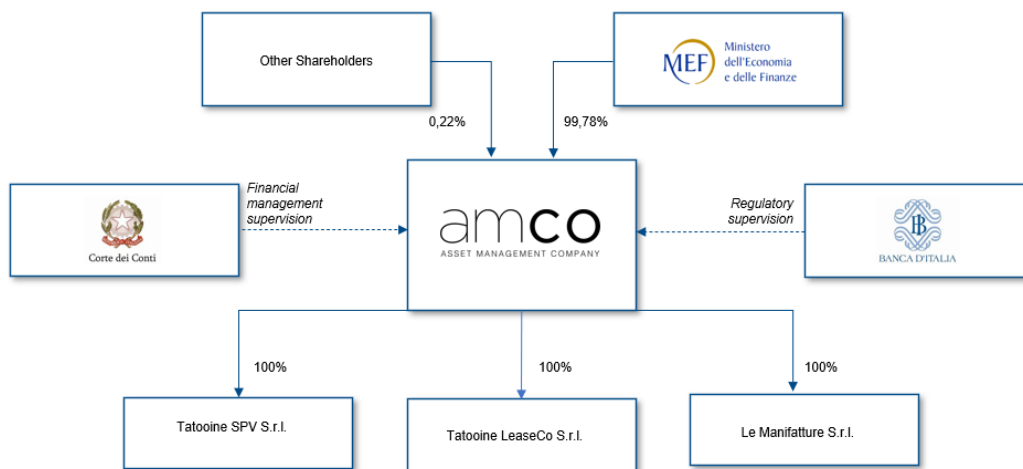 Other Shareholders
MEF
Ministero
dell'Economia
e delle Finanze
0,22%
99,78%
Financial
management
supervision
Corte dei Conti
amco
ASSET MANAGEMENT COMPANY
Regulatory
supervision
BI
BANCA D'ITALIA
100%
100%
100%
Tatooine SPV S.r.l.
Tatooine LeaseCo S.r.l.
Le Manifatture S.r.l.